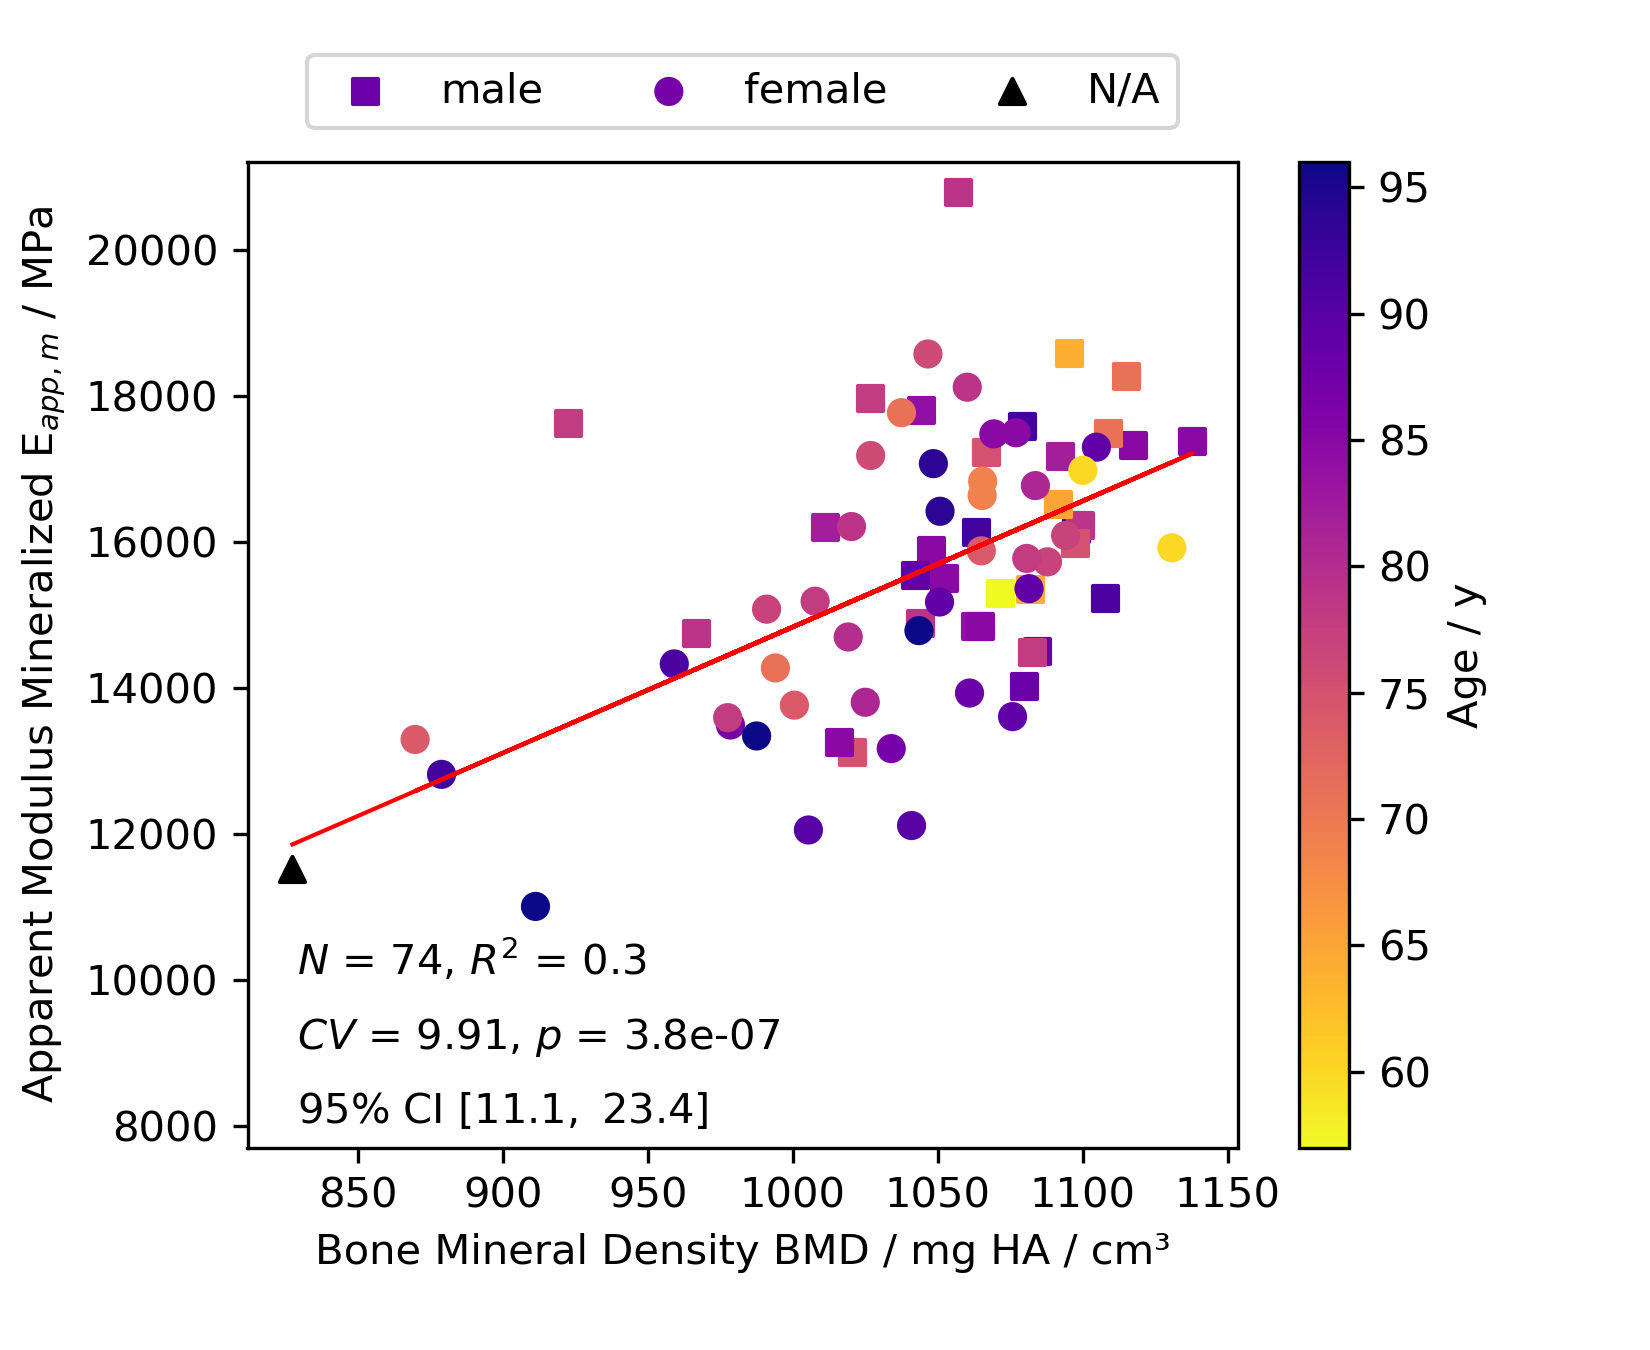 male female N/A
Apparent Modulus Mineralized E_app, m / MPa
20000
18000
16000
14000
12000
10000
8000
N = 74, R² = 0.3
CV = 9.91, p = 3.8e-07
95% CI [11.1, 23.4]
850 900 950 1000 1050 1100 1150
Bone Mineral Density BMD / mg HA / cm³
95
90
85
80
75
70
65
60
Age / y